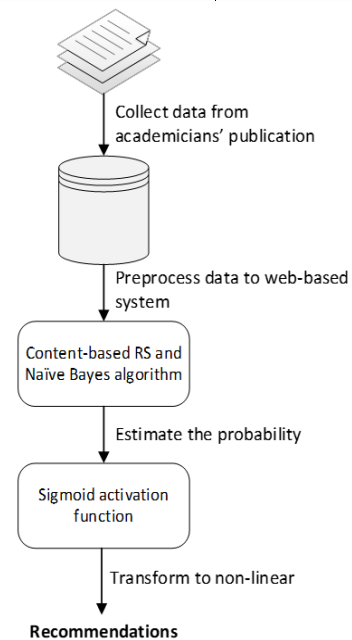 Collect data from
academicians' publication
Preprocess data to web-based
system
Content-based RS and
Naïve Bayes algorithm
Estimate the probability
Sigmoid activation
function
Transform to non-linear
Recommendations